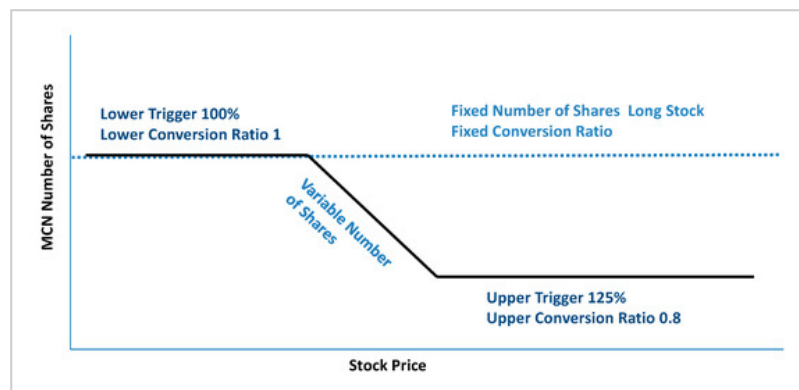 MCN Number of Shares
Lower Trigger 100%
Lower Conversion Ratio 1
Fixed Number of Shares Long Stock
Fixed Conversion Ratio
Variable Number
of Shares
Upper Trigger 125%
Upper Conversion Ratio 0.8
Stock Price